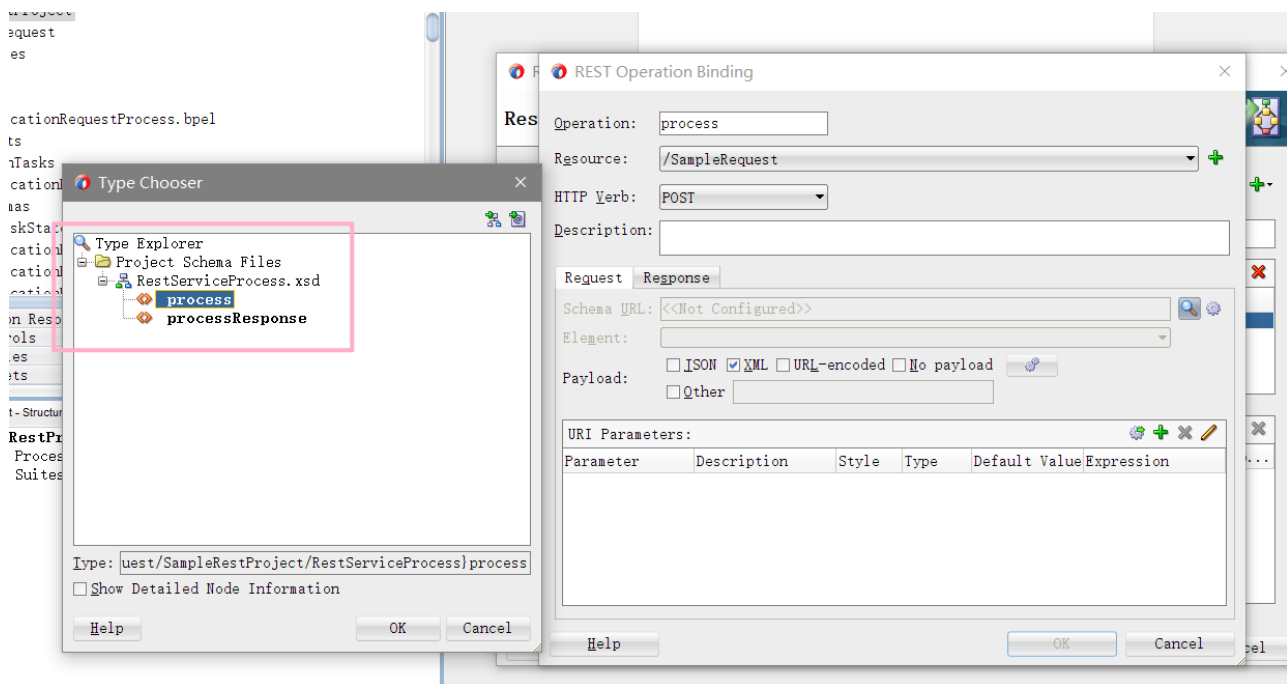 equest
es
cationRequestProcess.bpel
ts
nTasks
cation
mas
skState
cation
cation
on Reso
rols
les
ets
t - Structur
RestPr
Proces
Suites
Type Chooser
Type Explorer
Project Schema Files
RestServiceProcess.xsd
process
processResponse
Type: uest/SampleRestProject/RestServiceProcess}process
Show Detailed Node Information
Help OK Cancel
Res
REST Operation Binding
Operation: process
Resource: /SampleRequest
HTTP Verb: POST
Description:
Request Response
Schema URL: <<Not Configured>>
Element:
Payload: JSON XML URL-encoded No payload
Other
URI Parameters:
Parameter Description Style Type Default Value Expression
Help OK Cancel
...
cel